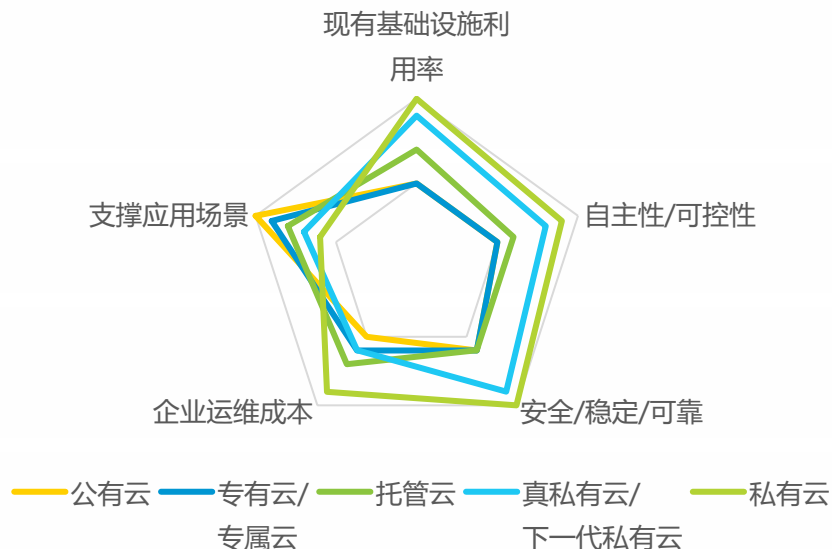 现有基础设施利
用率
支撑应用场景
自主性/可控性
企业运维成本
安全/稳定/可靠
公有云
专有云/
专属云
托管云
真私有云/
下一代私有云
私有云